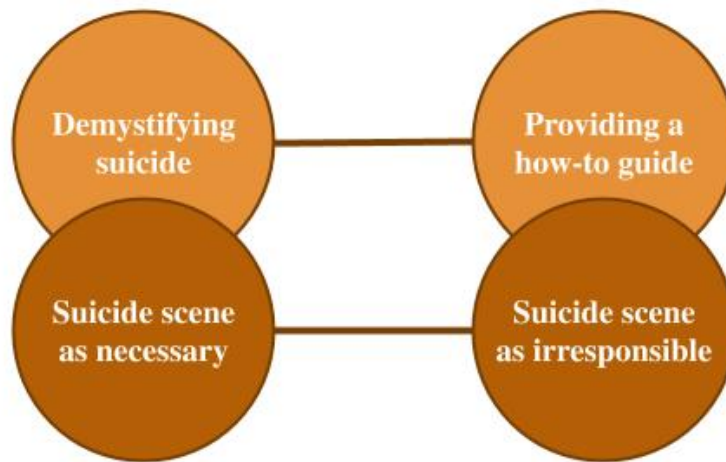 Demystifying
suicide
Providing a
how-to guide
Suicide scene
as necessary
Suicide scene
as irresponsible